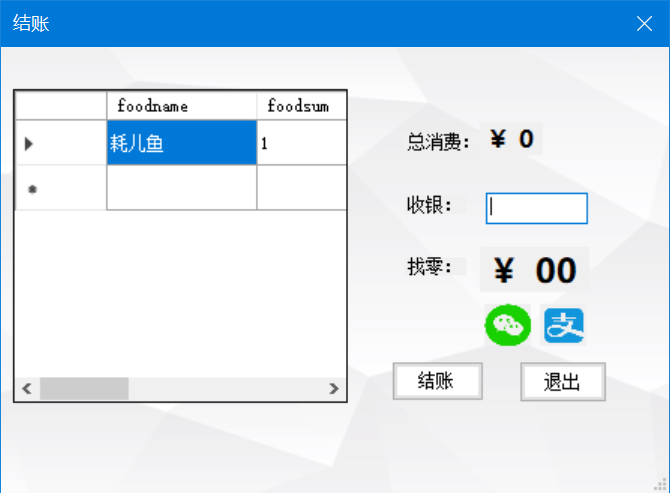 结账
foodname foodsum
耗儿鱼 1
总消费： ¥ 0
收银：
找零： ¥ 00
支
结账 退出